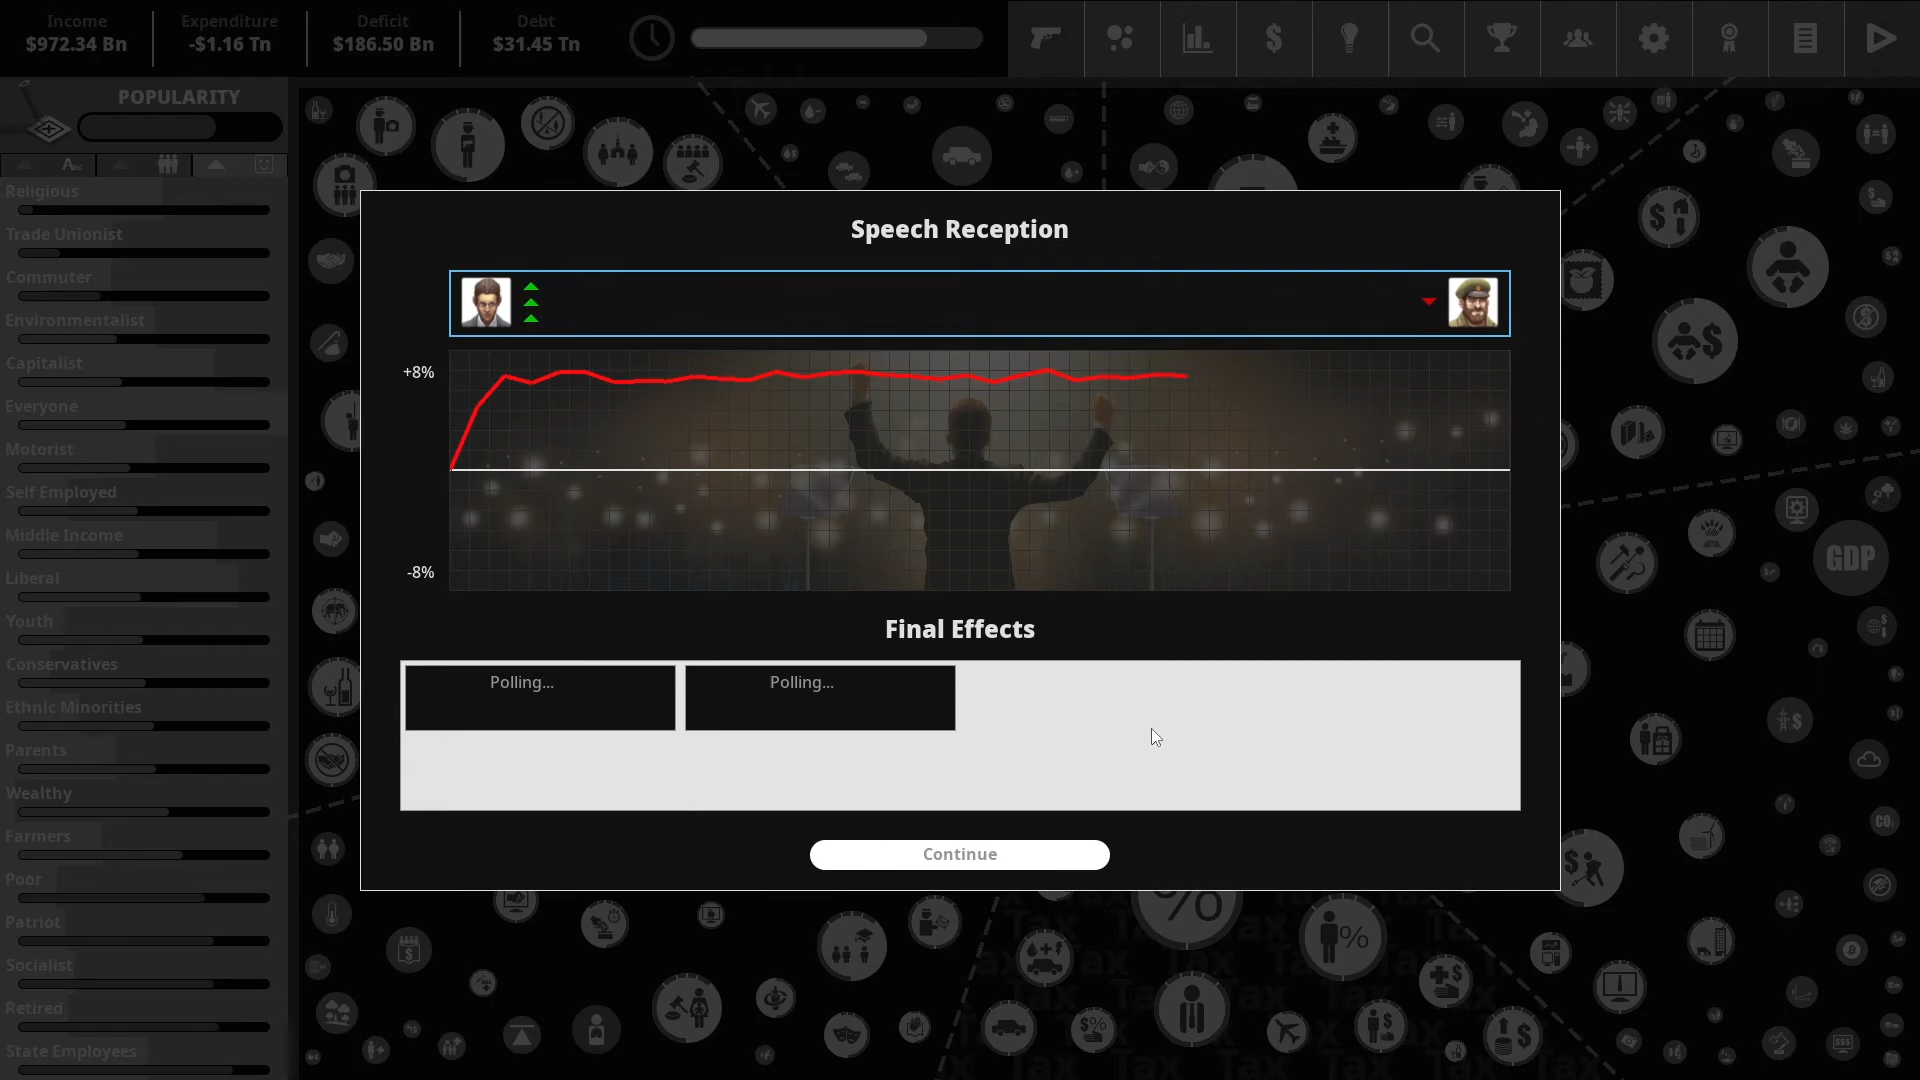 Income
Expenditure
Deficit
Debt
$972.34 Bn
-$1.16 Tn
$186.50 Bn
$31.45 Tn
POPULARITY
Religious
Trade Unionist
Commuter
Environmentalist
Capitalist
Everyone
Motorist
Self Employed
Middle Income
Liberal
Youth
Conservatives
Ethnic Minorities
Parents
Wealthy
Farmers
Poor
Patriot
Socialist
Retired
State Employees
Speech Reception
+8%
-8%
Final Effects
Polling...
Polling...
Continue
GDP
CO₂
Tax